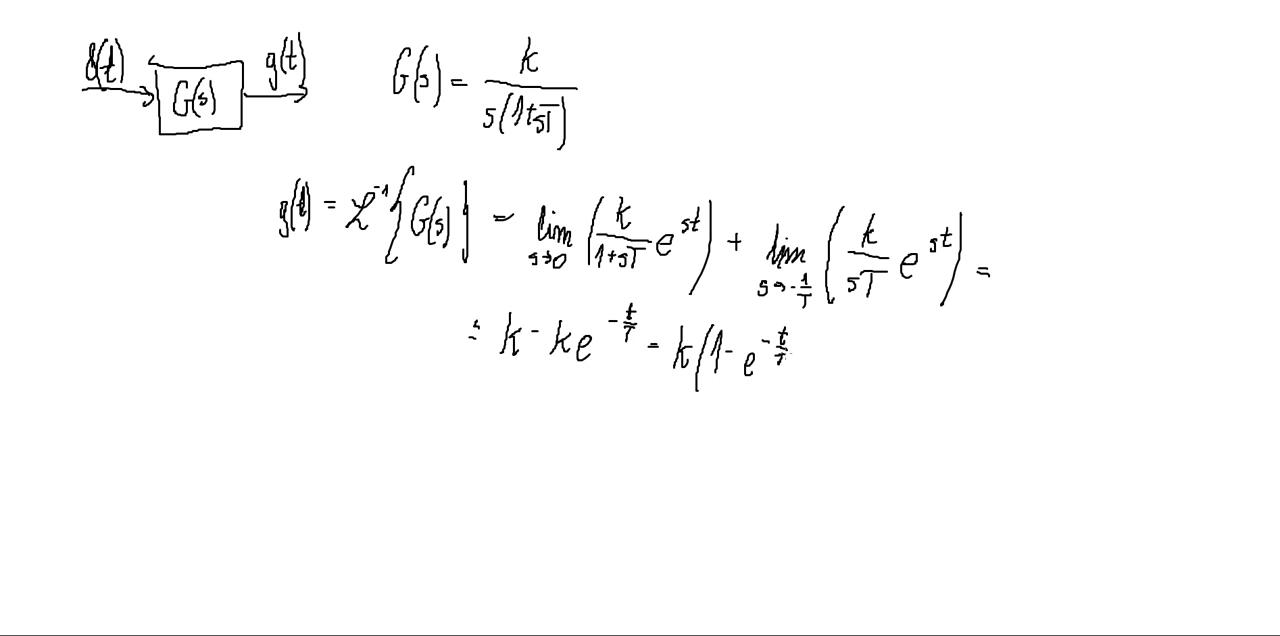 δ(t) G(s) g(t) G(s) = k / s(1+sT)
g(t) = ℒ⁻¹{G(s)} = lim s→0 (k / 1+sT e^st) + lim s→-1/T (k / sT e^st) =
= k - ke^-t/T = k(1 - e^-t/T